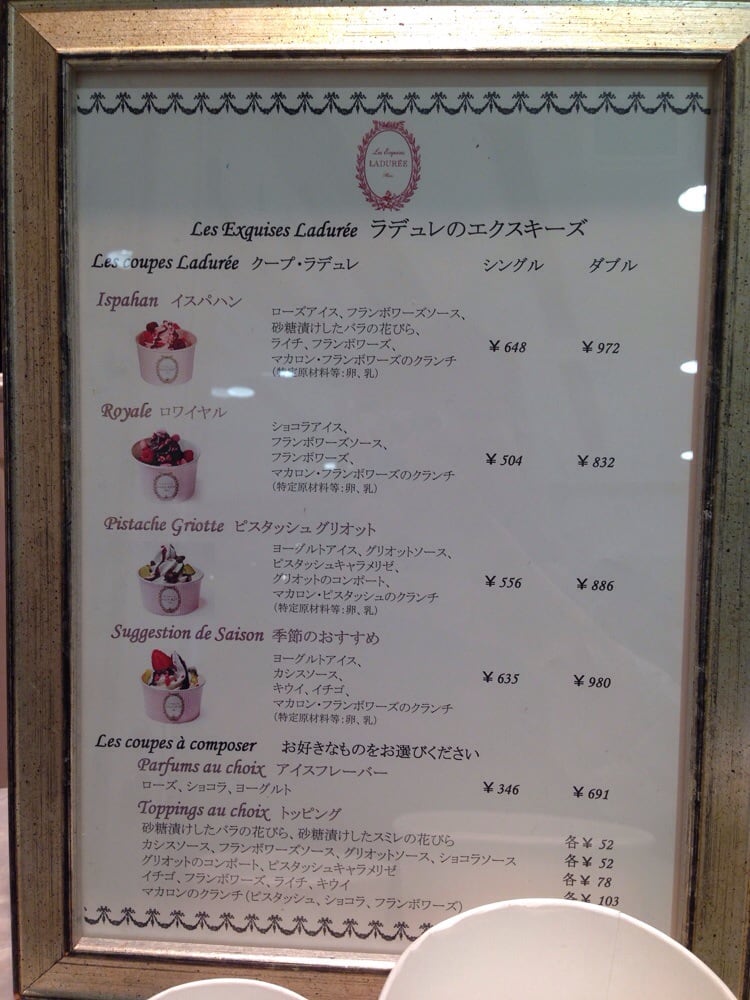 Les Exquises
LADURÉE
Paris
Les Exquises Ladurée ラデュレのエクスキーズ
Les coupes Ladurée クープ・ラデュレ シングル ダブル
Ispahan イスパハン
ローズアイス、フランボワーズソース、
砂糖漬けしたバラの花びら、
ライチ、フランボワーズ、
マカロン・フランボワーズのクランチ
(特定原材料等:卵、乳)
¥ 648 ¥ 972
Royale ロワイヤル
ショコラアイス、
フランボワーズソース、
フランボワーズ、
マカロン・フランボワーズのクランチ
(特定原材料等:卵、乳)
¥ 504 ¥ 832
Pistache Griotte ピスタッシュ グリオット
ヨーグルトアイス、グリオットソース、
ピスタッシュキャラメリゼ、
グリオットのコンポート、
マカロン・ピスタッシュのクランチ
(特定原材料等:卵、乳)
¥ 556 ¥ 886
Suggestion de Saison 季節のおすすめ
ヨーグルトアイス、
カシスソース、
キウイ、イチゴ、
マカロン・フランボワーズのクランチ
(特定原材料等:卵、乳)
¥ 635 ¥ 980
Les coupes à composer お好きなものをお選びください
Parfums au choix アイスフレーバー
ローズ、ショコラ、ヨーグルト ¥ 346 ¥ 691
Toppings au choix トッピング
砂糖漬けしたバラの花びら、砂糖漬けしたスミレの花びら 各¥ 52
カシスソース、フランボワーズソース、グリオットソース、ショコラソース 各¥ 52
グリオットのコンポート、ピスタッシュキャラメリゼ
イチゴ、フランボワーズ、ライチ、キウイ 各¥ 78
マカロンのクランチ(ピスタッシュ、ショコラ、フランボワーズ) 各¥ 103